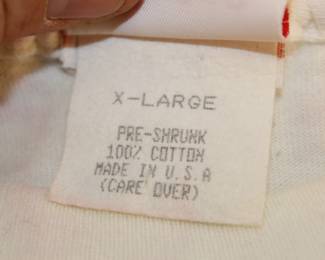 X-LARGE
PRE-SHRUNK
100% COTTON
MADE IN U.S.A
(CARE OVER)